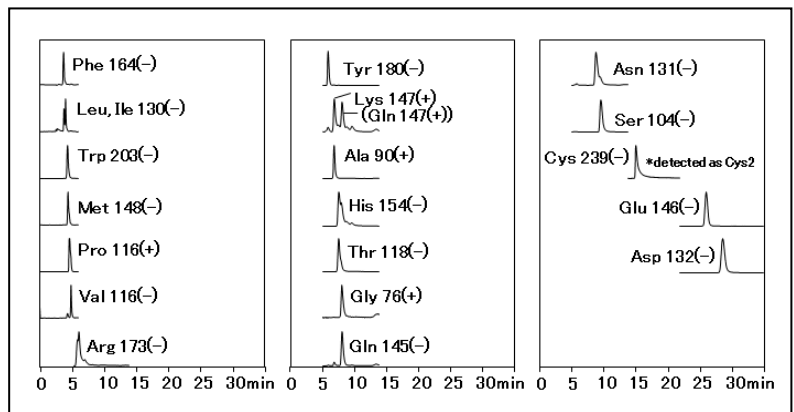 Phe 164(-)
Leu, Ile 130(-)
Trp 203(-)
Met 148(-)
Pro 116(+)
Val 116(-)
Arg 173(-)
0 5 10 15 20 25 30min
Tyr 180(-)
Lys 147(+)
(Gln 147(+))
Ala 90(+)
His 154(-)
Thr 118(-)
Gly 76(+)
Gln 145(-)
0 5 10 15 20 25 30min
Asn 131(-)
Ser 104(-)
Cys 239(-) *detected as Cys2
Glu 146(-)
Asp 132(-)
0 5 10 15 20 25 30min